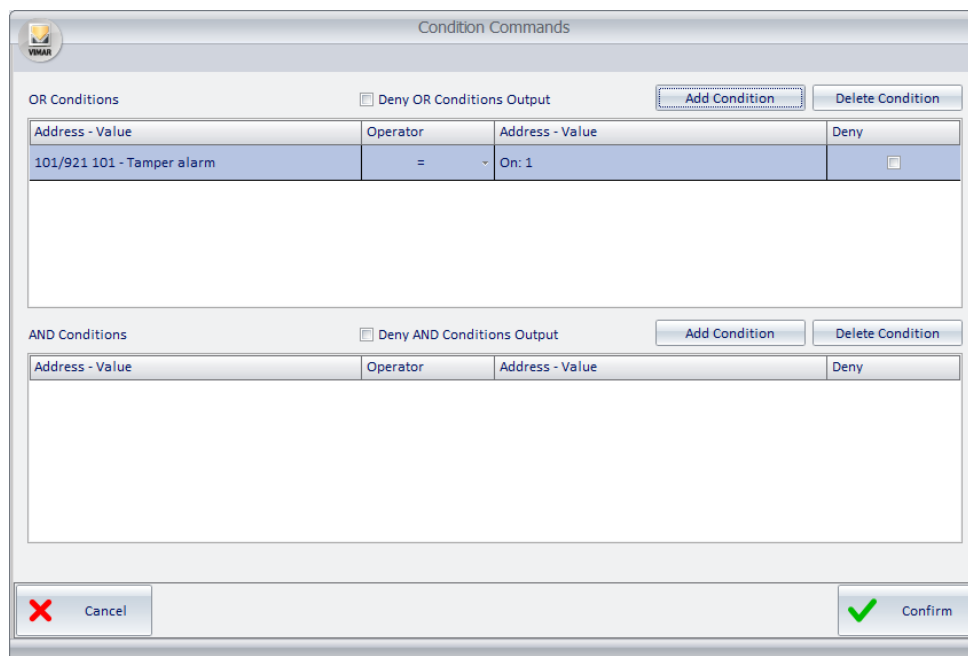 Condition Commands
VIMAR
OR Conditions Deny OR Conditions Output Add Condition Delete Condition
Address - Value Operator Address - Value Deny
101/921 101 - Tamper alarm = On: 1
AND Conditions Deny AND Conditions Output Add Condition Delete Condition
Address - Value Operator Address - Value Deny
Cancel Confirm